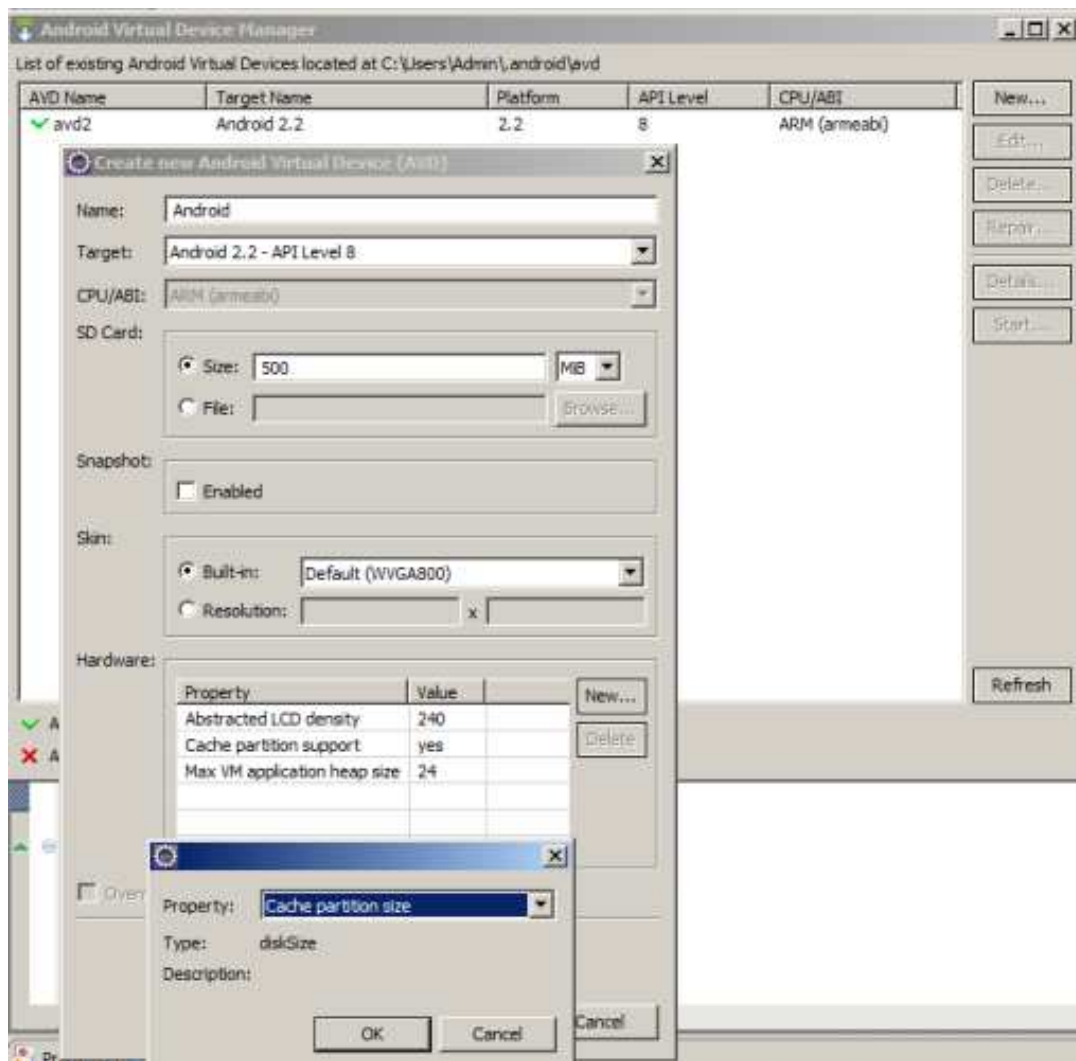 Android Virtual Device Manager
List of existing Android Virtual Devices located at C:\Users\Admin\.android\avd
AVD Name Target Name Platform API Level CPU/ABI
avd2 Android 2.2 2.2 8 ARM (armeabi)
New...
Edit...
Delete...
Repair...
Details...
Start...
Refresh
Create new Android Virtual Device (AVD)
Name: Android
Target: Android 2.2 - API Level 8
CPU/ABI: ARM (armeabi)
SD Card:
Size: 500 MiB
File: Browse...
Snapshot:
Enabled
Skin:
Built-in: Default (WVGA800)
Resolution: x
Hardware:
Property Value
Abstracted LCD density 240
Cache partition support yes
Max VM application heap size 24
New...
Delete
A
A
Overr
Property: Cache partition size
Type: diskSize
Description:
OK Cancel
Cancel
Pr